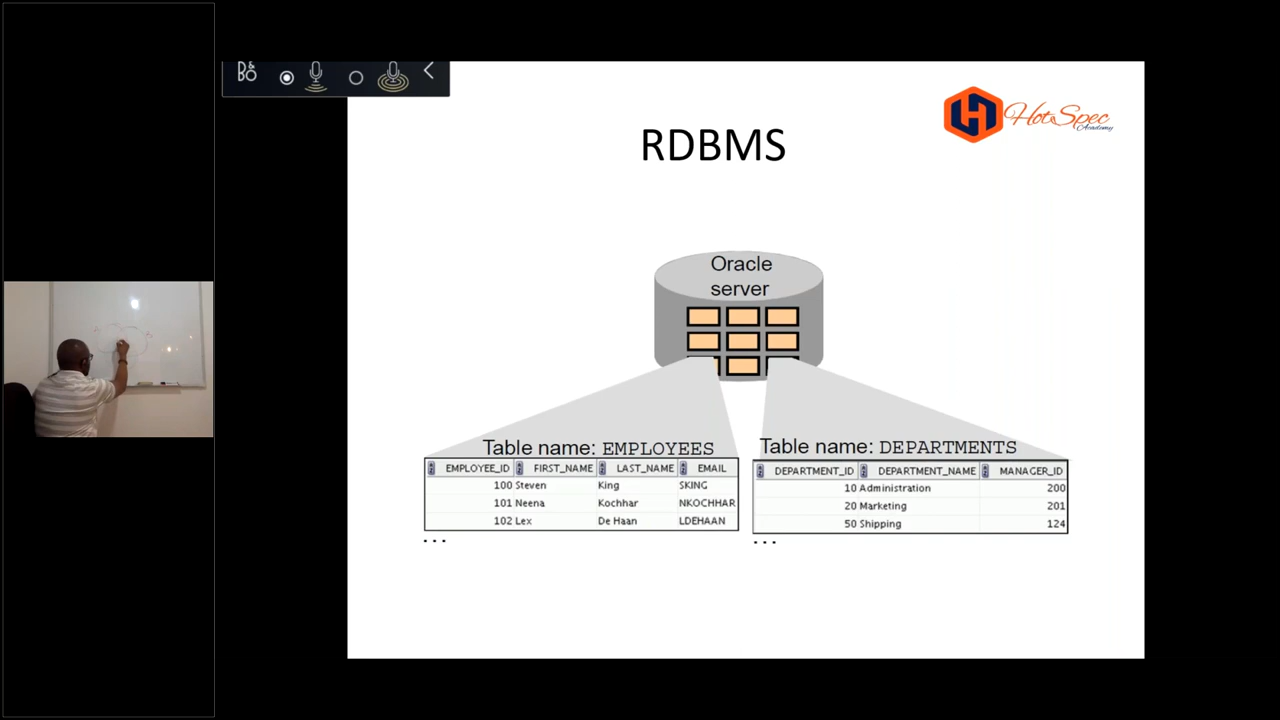 B&O
HotSpec
Academy
RDBMS
Oracle
server
Table name: EMPLOYEES
EMPLOYEE_ID FIRST_NAME LAST_NAME EMAIL
100 Steven King SKING
101 Neena Kochhar NKOCHHAR
102 Lex De Haan LDEHAAN
...
Table name: DEPARTMENTS
DEPARTMENT_ID DEPARTMENT_NAME MANAGER_ID
10 Administration 200
20 Marketing 201
50 Shipping 124
...